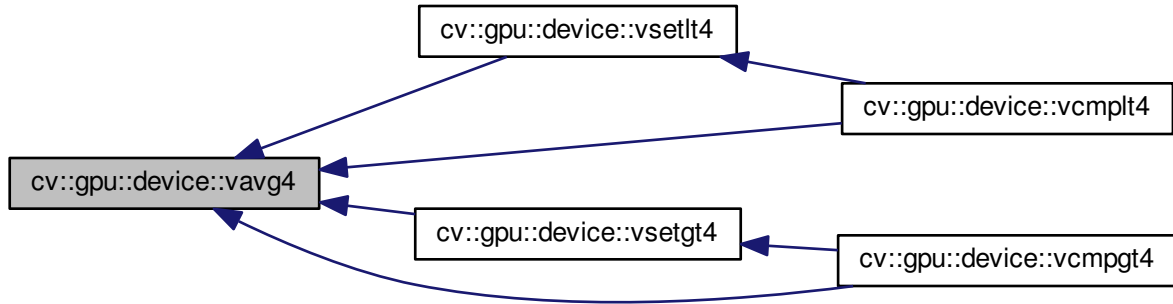 cv::gpu::device::vsetlt4
cv::gpu::device::vcmplt4
cv::gpu::device::vavg4
cv::gpu::device::vsetgt4
cv::gpu::device::vcmpgt4